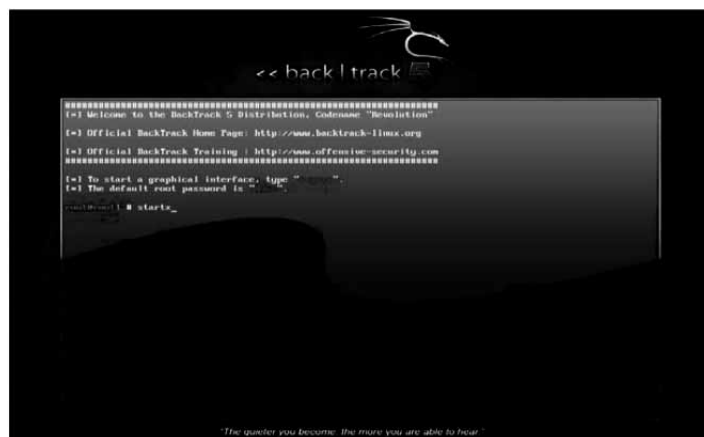 << back | track
[*] Welcome to the BackTrack 5 Distribution, Codename "Revolution"
[*] Official BackTrack Home Page: http://www.backtrack-linux.org
[*] Official BackTrack Training : http://www.offensive-security.com
[*] To start a graphical interface, type "".
[*] The default root password is "".
# startx_
"The quieter you become, the more you are able to hear."